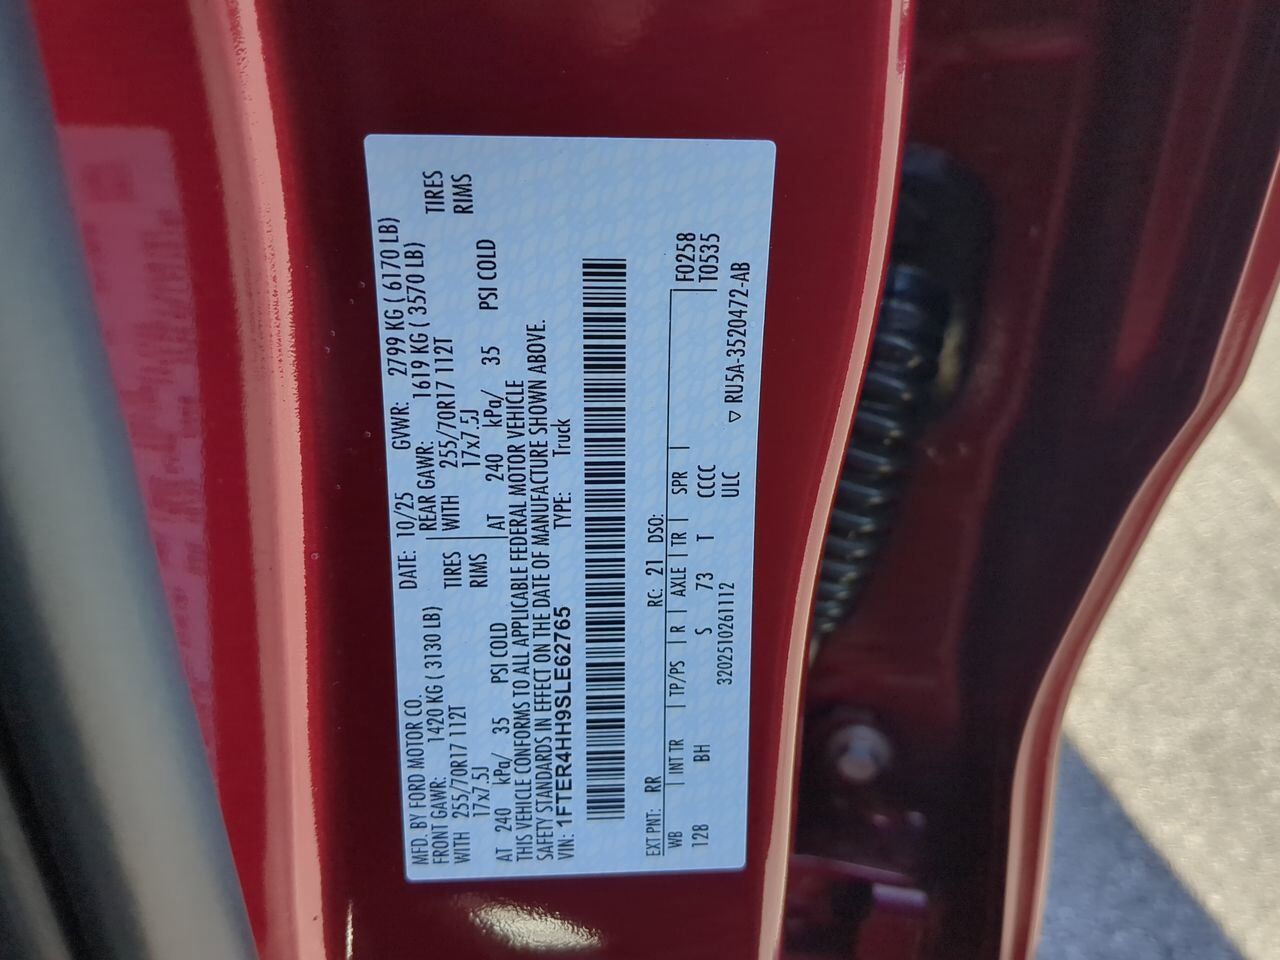 MFD. BY FORD MOTOR CO. DATE: 10/25 GVWR: 2799 KG ( 6170 LB)
FRONT GAWR: 1420 KG ( 3130 LB) REAR GAWR: 1619 KG ( 3570 LB)
WITH 255/70R17 112T TIRES WITH 255/70R17 112T TIRES
17x7.5J RIMS 17x7.5J RIMS
AT 240 kPa/ 35 PSI COLD AT 240 kPa/ 35 PSI COLD
THIS VEHICLE CONFORMS TO ALL APPLICABLE FEDERAL MOTOR VEHICLE
SAFETY STANDARDS IN EFFECT ON THE DATE OF MANUFACTURE SHOWN ABOVE.
VIN: 1FTER4HH9SLE62765 TYPE: Truck
EXT PNT: RR RC: 21 DSO:
WB INT TR TP/PS R AXLE TR SPR F0258
128 BH S 73 T CCCC T0535
3202510261112 ULC
▽ RU5A-3520472-AB